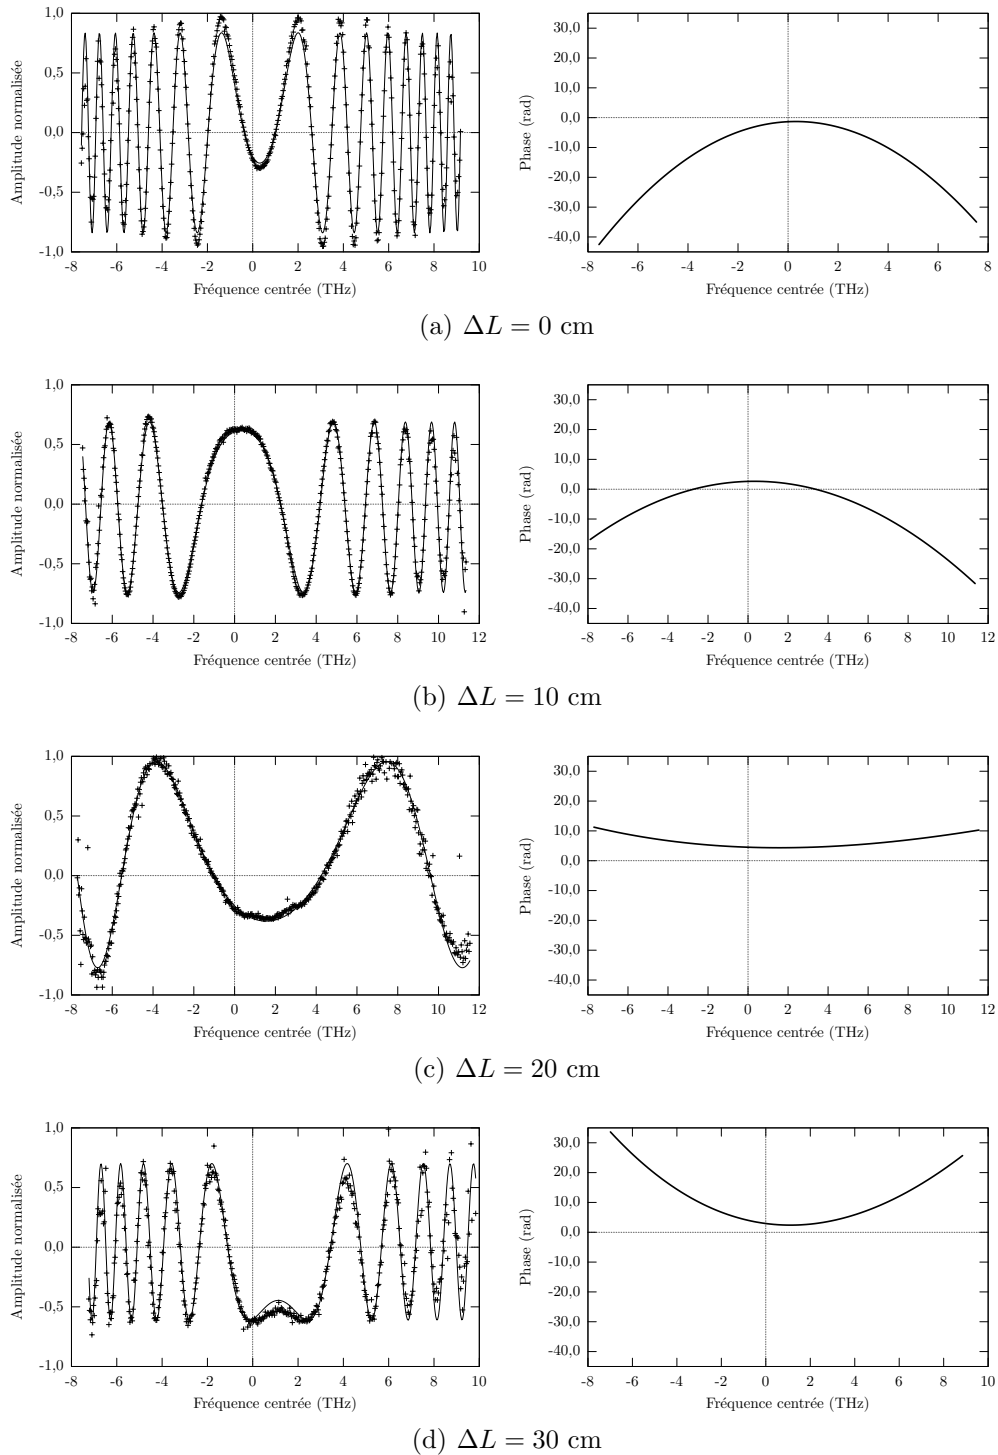 Amplitude normalisée
1,0
0,5
0,0
-0,5
-1,0
-8 -6 -4 -2 0 2 4 6 8 10
Fréquence centrée (THz)
Phase (rad)
30,0
20,0
10,0
0,0
-10,0
-20,0
-30,0
-40,0
-8 -6 -4 -2 0 2 4 6 8
Fréquence centrée (THz)
(a) ΔL = 0 cm
Amplitude normalisée
1,0
0,5
0,0
-0,5
-1,0
-8 -6 -4 -2 0 2 4 6 8 10 12
Fréquence centrée (THz)
Phase (rad)
30,0
20,0
10,0
0,0
-10,0
-20,0
-30,0
-40,0
-8 -6 -4 -2 0 2 4 6 8 10 12
Fréquence centrée (THz)
(b) ΔL = 10 cm
Amplitude normalisée
1,0
0,5
0,0
-0,5
-1,0
-8 -6 -4 -2 0 2 4 6 8 10 12
Fréquence centrée (THz)
Phase (rad)
30,0
20,0
10,0
0,0
-10,0
-20,0
-30,0
-40,0
-8 -6 -4 -2 0 2 4 6 8 10 12
Fréquence centrée (THz)
(c) ΔL = 20 cm
Amplitude normalisée
1,0
0,5
0,0
-0,5
-1,0
-8 -6 -4 -2 0 2 4 6 8 10
Fréquence centrée (THz)
Phase (rad)
30,0
20,0
10,0
0,0
-10,0
-20,0
-30,0
-40,0
-8 -6 -4 -2 0 2 4 6 8 10
Fréquence centrée (THz)
(d) ΔL = 30 cm